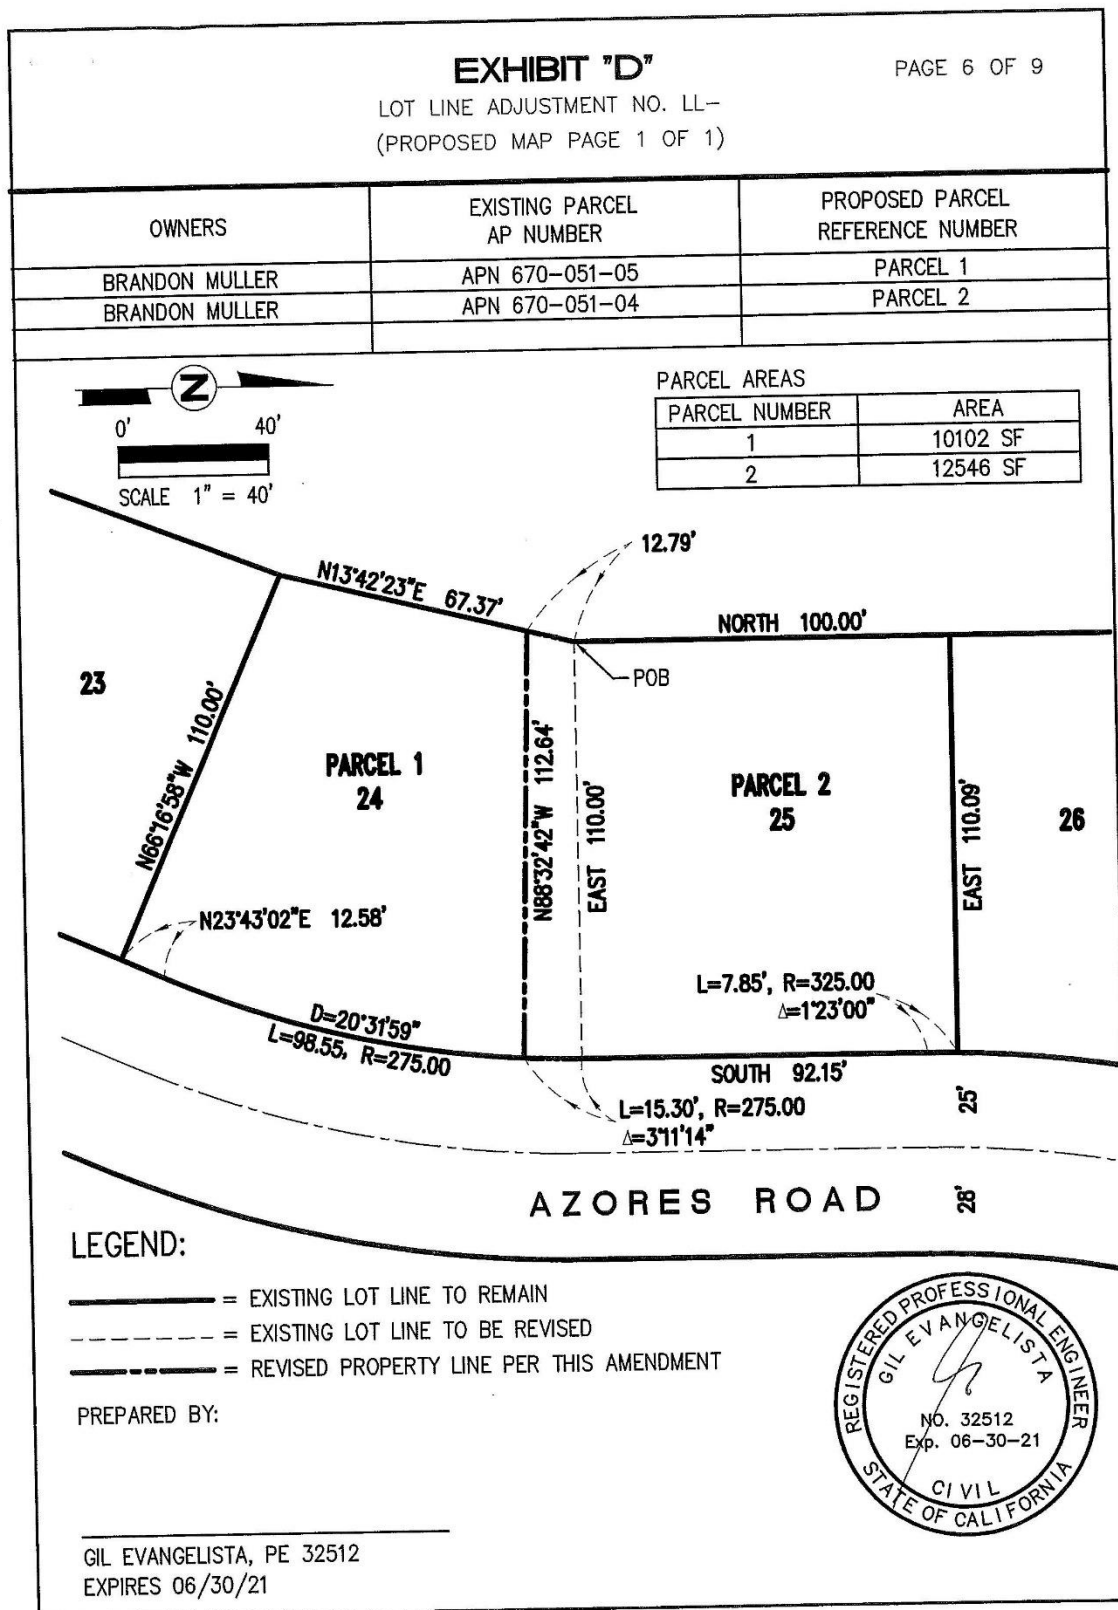 EXHIBIT "D"
PAGE 6 OF 9
LOT LINE ADJUSTMENT NO. LL-
(PROPOSED MAP PAGE 1 OF 1)
OWNERS
EXISTING PARCEL
AP NUMBER
PROPOSED PARCEL
REFERENCE NUMBER
BRANDON MULLER APN 670-051-05 PARCEL 1
BRANDON MULLER APN 670-051-04 PARCEL 2
N
0' 40'
SCALE 1" = 40'
PARCEL AREAS
PARCEL NUMBER AREA
1 10102 SF
2 12546 SF
12.79'
N13°42'23"E 67.37'
NORTH 100.00'
POB
23
N66°16'58"W 110.00'
PARCEL 1
24
N88°32'42"W 112.64'
EAST 110.00'
PARCEL 2
25
EAST 110.09'
26
N23°43'02"E 12.58'
L=7.85', R=325.00
Δ=1°23'00"
D=20°31'59"
L=98.55, R=275.00
SOUTH 92.15'
L=15.30', R=275.00
Δ=3°11'14"
25'
AZORES ROAD
28'
LEGEND:
= EXISTING LOT LINE TO REMAIN
= EXISTING LOT LINE TO BE REVISED
= REVISED PROPERTY LINE PER THIS AMENDMENT
PREPARED BY:
REGISTERED PROFESSIONAL ENGINEER
GIL EVANGELISTA
NO. 32512
Exp. 06-30-21
CIVIL
STATE OF CALIFORNIA
GIL EVANGELISTA, PE 32512
EXPIRES 06/30/21